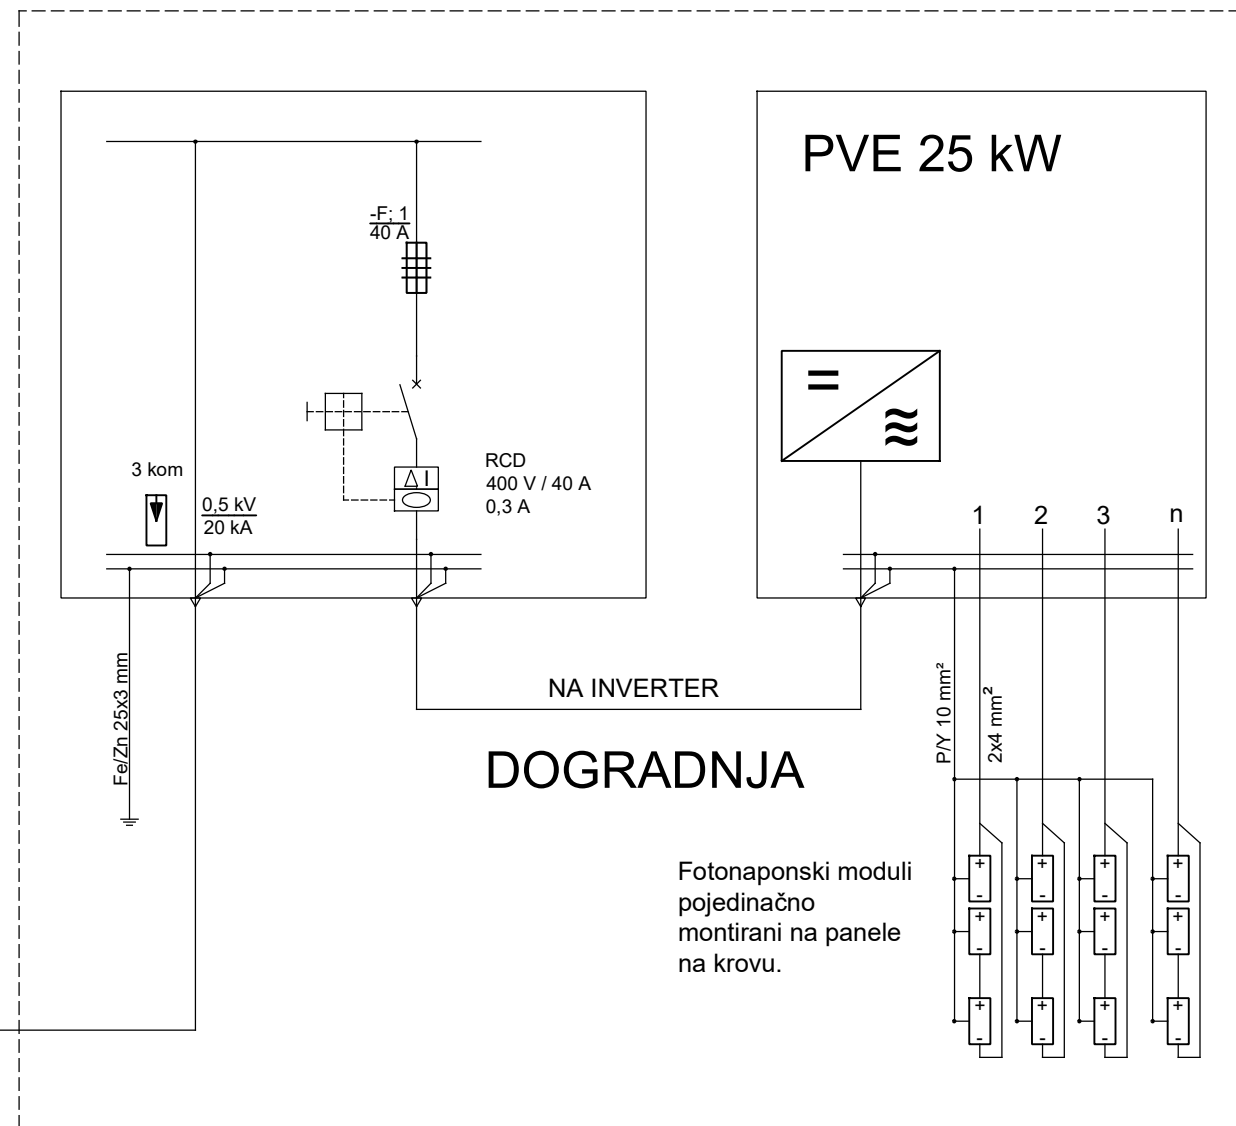 PVE 25 kW
-F; 1
40 A
3 kom
0,5 kV
20 kA
RCD
400 V / 40 A
0,3 A
Δ I
=
≋
1 2 3 n
Fe/Zn 25x3 mm
NA INVERTER
P/Y 10 mm²
2x4 mm²
DOGRADNJA
Fotonaponski moduli
pojedinačno
montirani na panele
na krovu.
+ + + +
- - - -
+ + + +
- - - -
+ + + +
- - - -